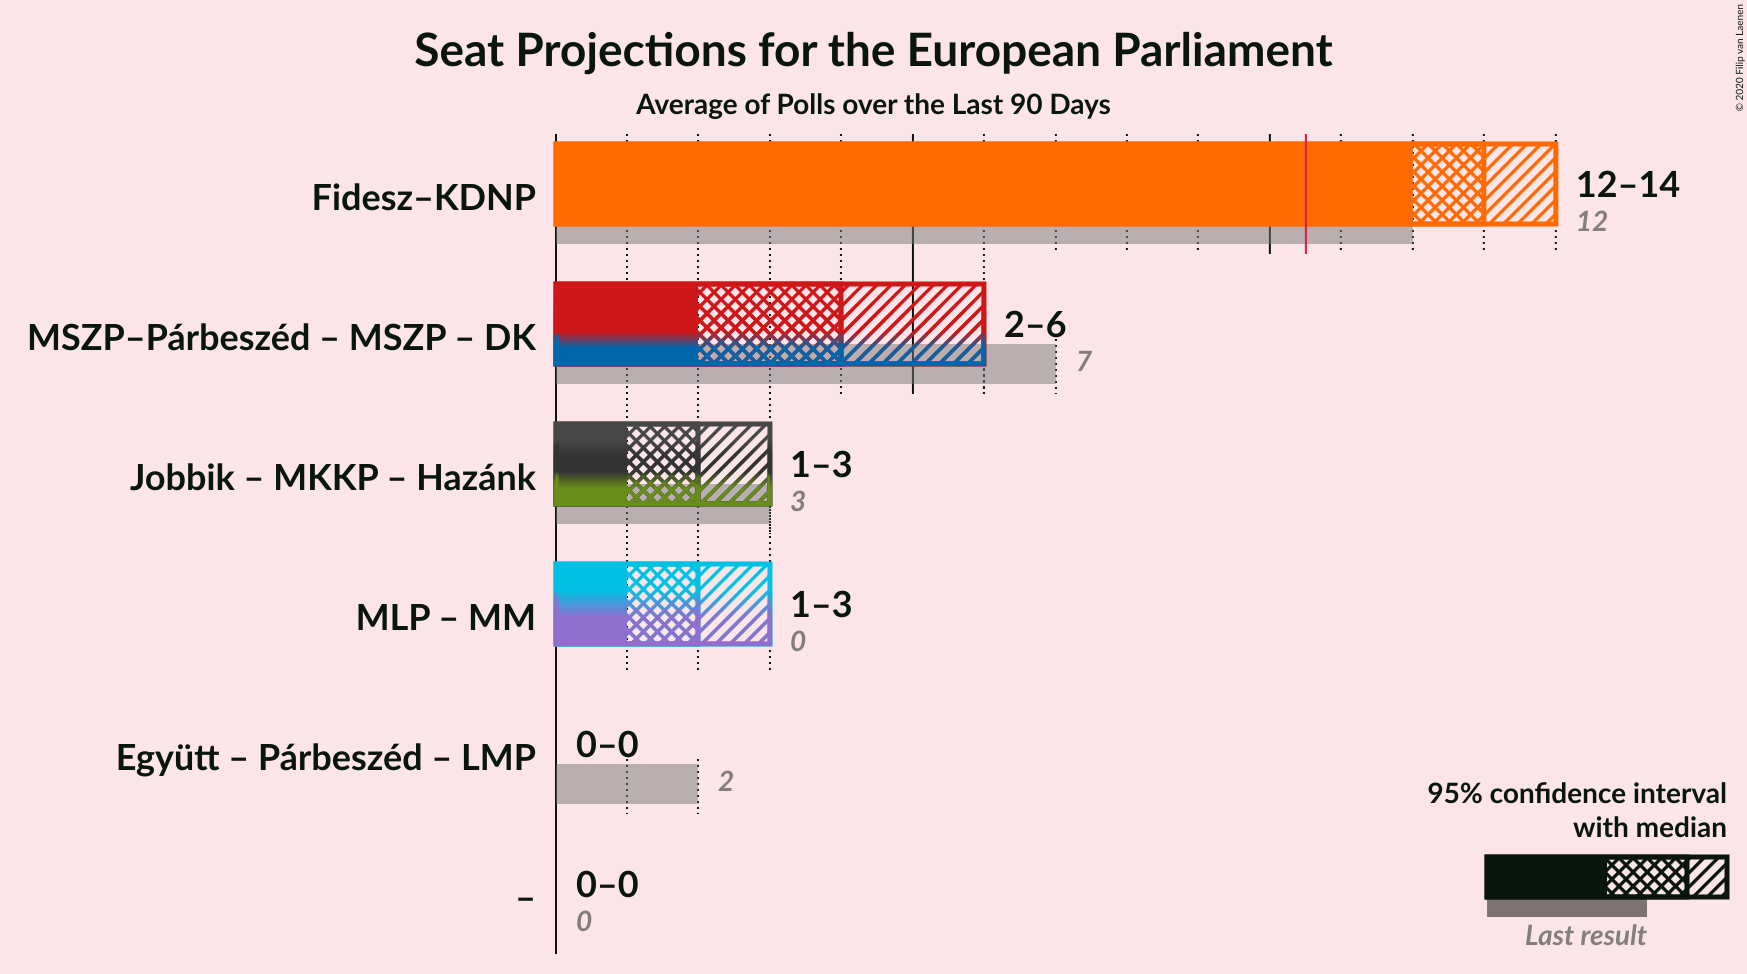 Seat Projections for the European Parliament
Average of Polls over the Last 90 Days
© 2020 Filip van Laenen
Fidesz–KDNP
12–14
12
MSZP–Párbeszéd – MSZP – DK
2–6
7
Jobbik – MKKP – Hazánk
1–3
3
MLP – MM
1–3
0
Együtt – Párbeszéd – LMP
0–0
2
–
0–0
0
95% confidence interval
with median
Last result